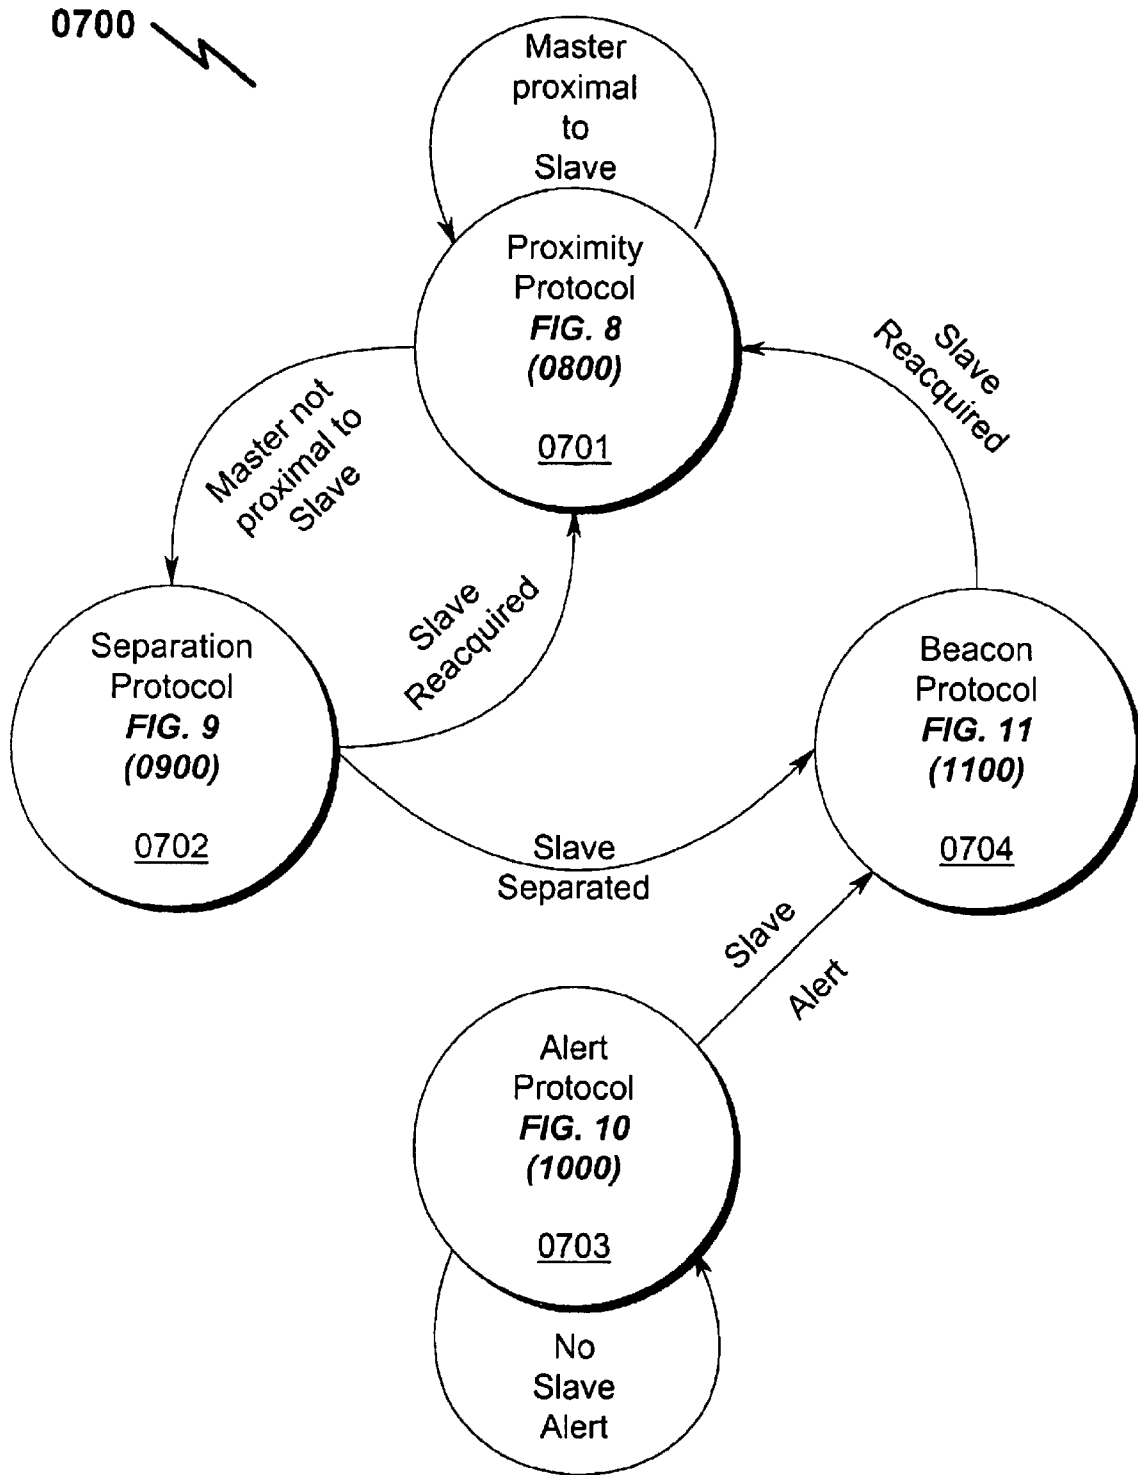 0700
Master
proximal
to
Slave
Proximity
Protocol
FIG. 8
(0800)
0701
Slave
Reacquired
Master not
proximal to
Slave
Slave
Reacquired
Separation
Protocol
FIG. 9
(0900)
0702
Beacon
Protocol
FIG. 11
(1100)
0704
Slave
Separated
Slave
Alert
Alert
Protocol
FIG. 10
(1000)
0703
No
Slave
Alert